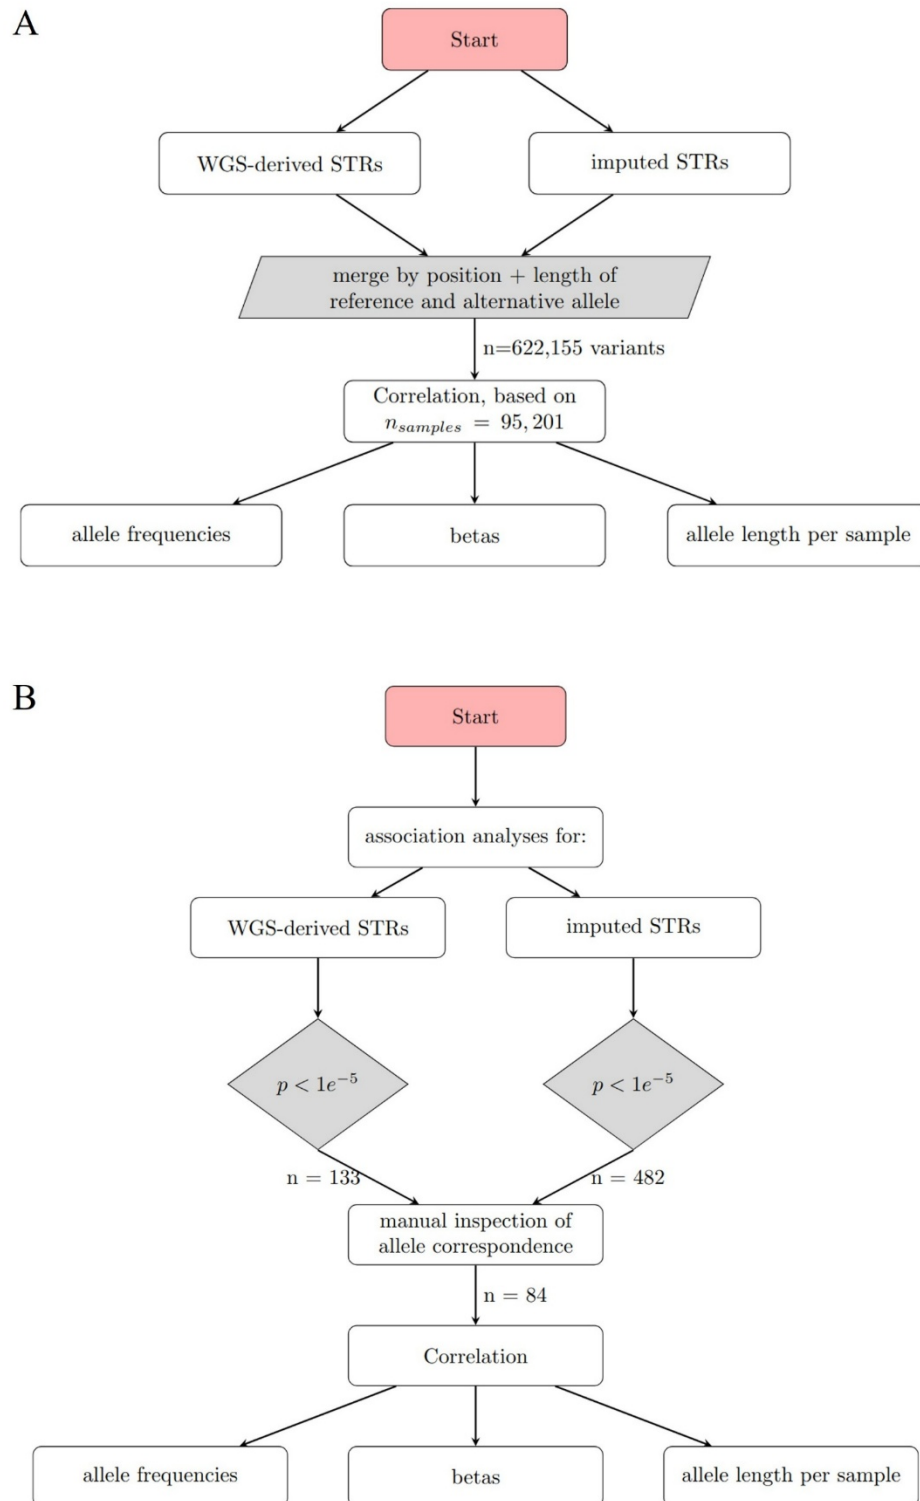 A
Start
WGS-derived STRs
imputed STRs
merge by position + length of
reference and alternative allele
n=622,155 variants
Correlation, based on
n_{samples} = 95,201
allele frequencies
betas
allele length per sample
B
Start
association analyses for:
WGS-derived STRs
imputed STRs
p < 1e^{-5}
p < 1e^{-5}
n = 133
n = 482
manual inspection of
allele correspondence
n = 84
Correlation
allele frequencies
betas
allele length per sample